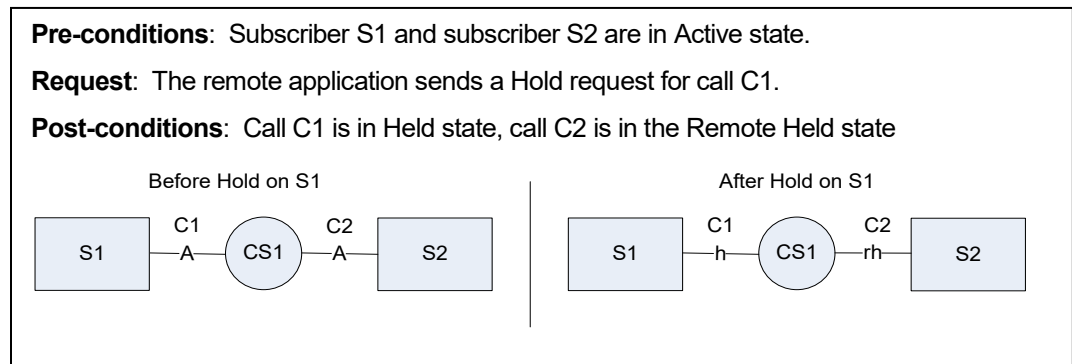 Pre-conditions: Subscriber S1 and subscriber S2 are in Active state.
Request: The remote application sends a Hold request for call C1.
Post-conditions: Call C1 is in Held state, call C2 is in the Remote Held state
Before Hold on S1
After Hold on S1
C1
C2
C1
C2
S1
A
CS1
A
S2
S1
h
CS1
rh
S2